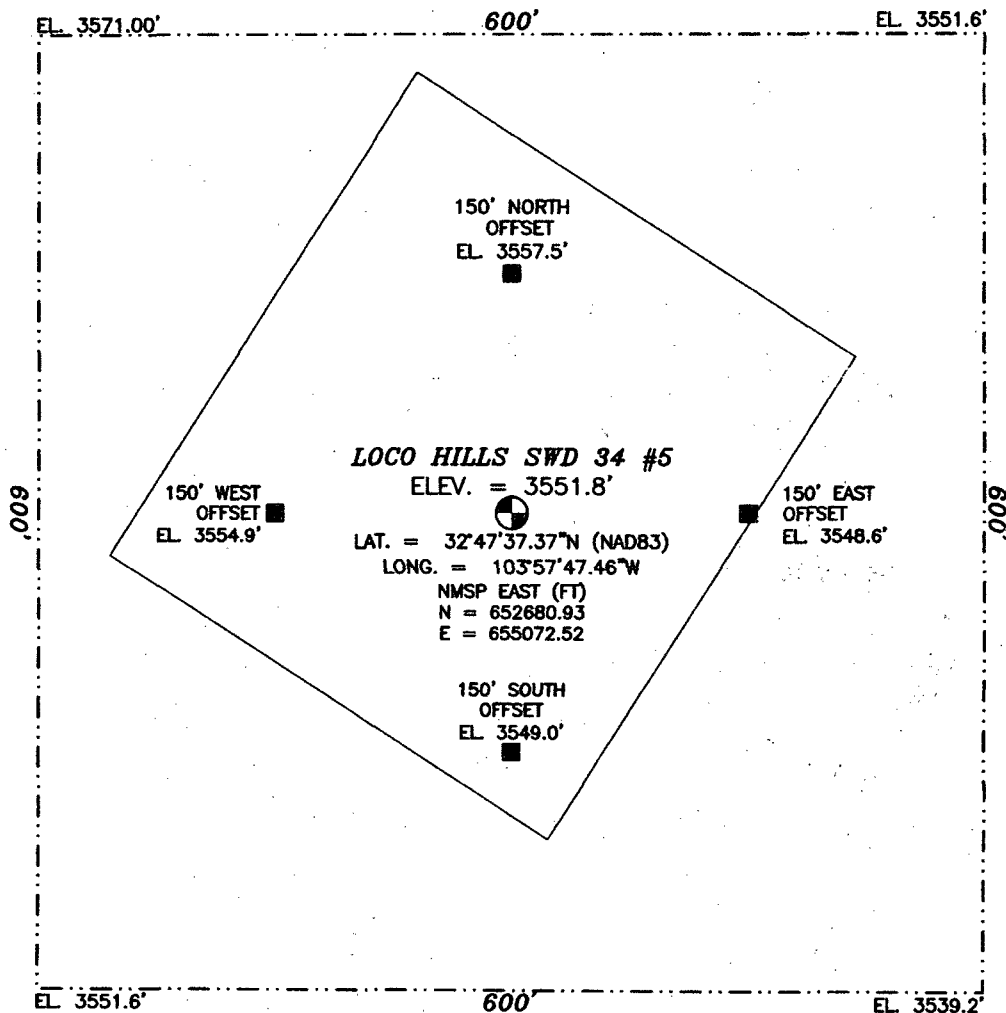 EL. 3571.00'
600'
EL. 3551.6'
150' NORTH
OFFSET
EL. 3557.5'
LOCO HILLS SWD 34 #5
ELEV. = 3551.8'
150' WEST
OFFSET
EL. 3554.9'
150' EAST
OFFSET
EL. 3548.6'
600'
600'
LAT. = 32°47'37.37"N (NAD83)
LONG. = 103°57'47.46"W
NMSP EAST (FT)
N = 652680.93
E = 655072.52
150' SOUTH
OFFSET
EL. 3549.0'
EL. 3551.6'
600'
EL. 3539.2'